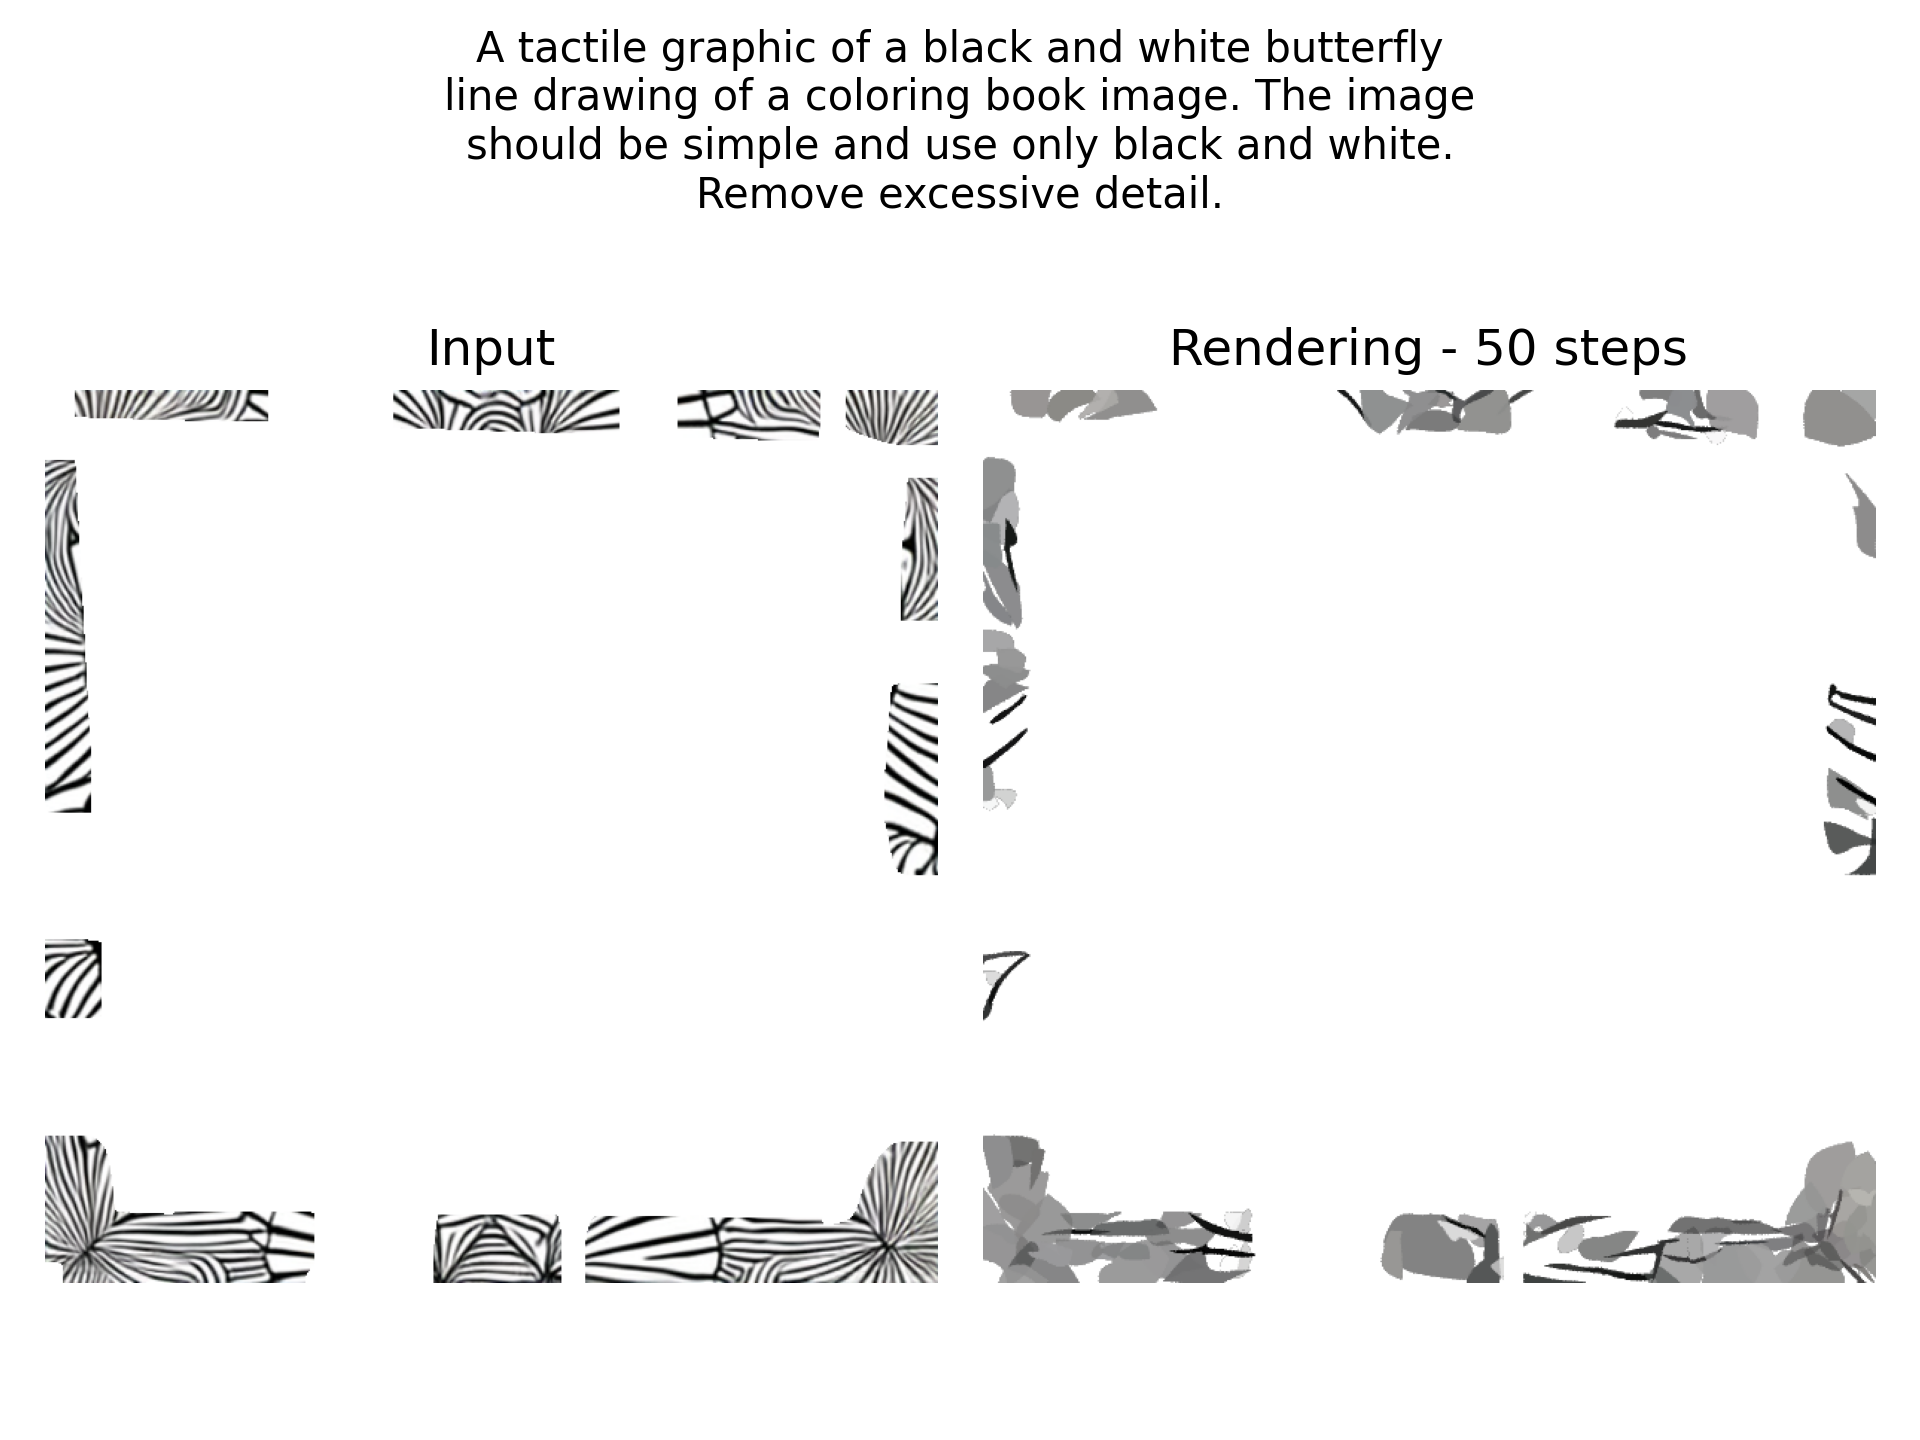 A tactile graphic of a black and white butterfly
line drawing of a coloring book image. The image
should be simple and use only black and white.
Remove excessive detail.
Input
Rendering - 50 steps